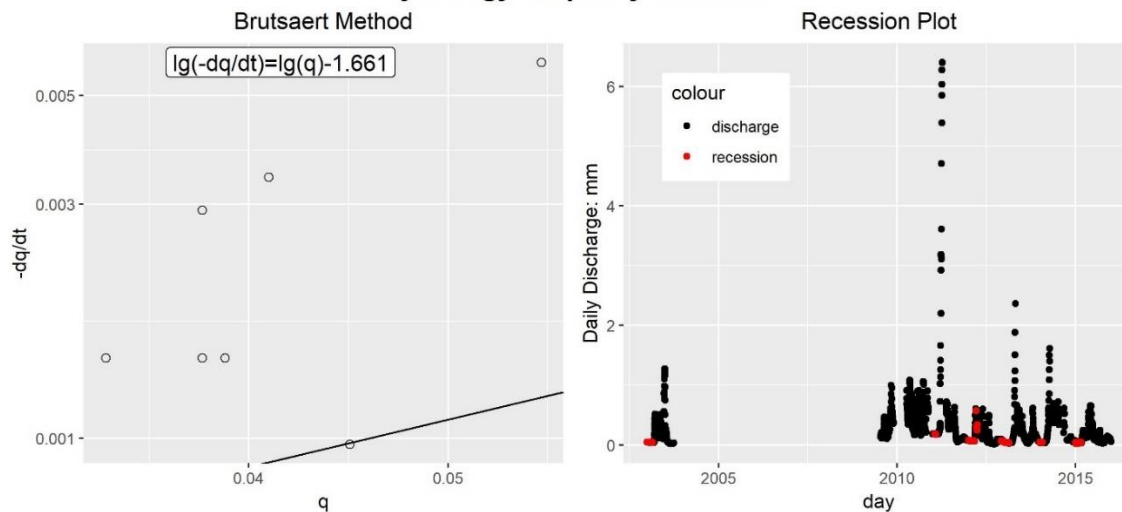 Brutsaert Method
lg(-dq/dt)=lg(q)-1.661
0.005
0.003
0.001
-dq/dt
0.04 0.05
q
Recession Plot
colour
discharge
recession
6
4
2
0
Daily Discharge: mm
2005 2010 2015
day